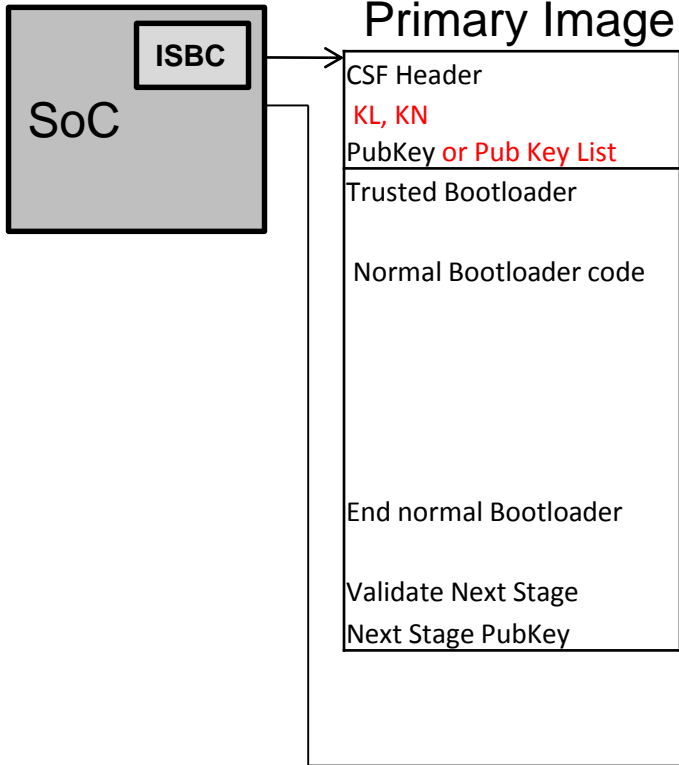 Primary Image
ISBC
SoC
CSF Header
KL, KN
PubKey or Pub Key List
Trusted Bootloader
Normal Bootloader code
End normal Bootloader
Validate Next Stage
Next Stage PubKey